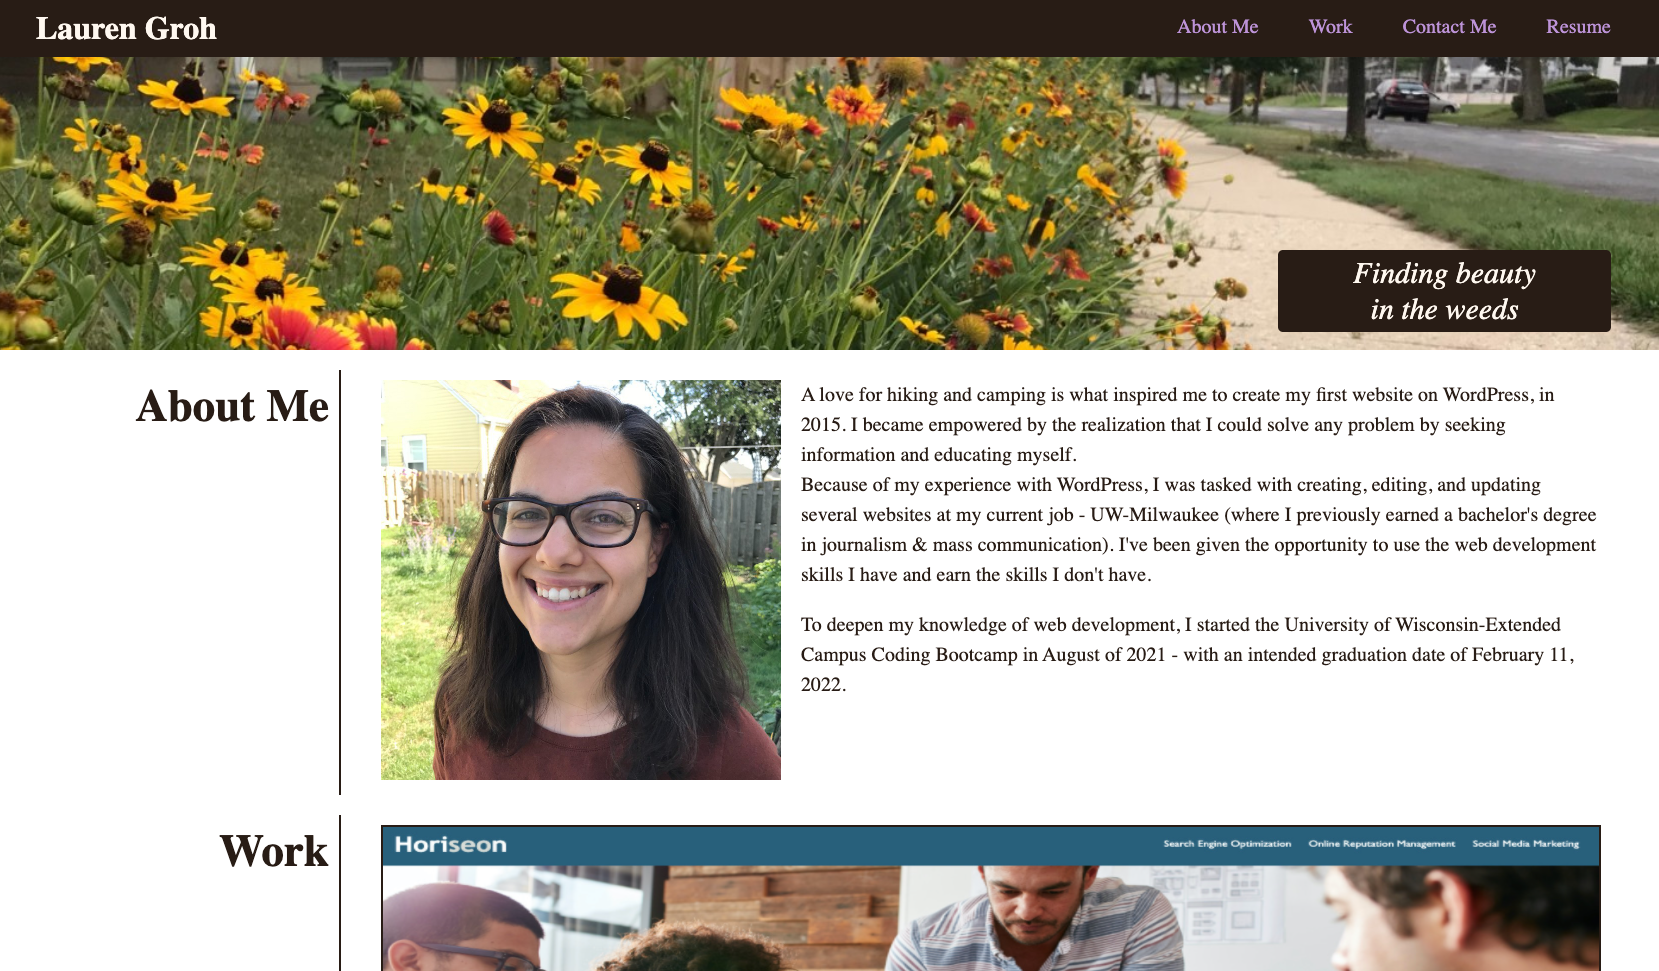 Lauren Groh
About Me
Work
Contact Me
Resume
Finding beauty
in the weeds
About Me
A love for hiking and camping is what inspired me to create my first website on WordPress, in
2015. I became empowered by the realization that I could solve any problem by seeking
information and educating myself.
Because of my experience with WordPress, I was tasked with creating, editing, and updating
several websites at my current job - UW-Milwaukee (where I previously earned a bachelor's degree
in journalism & mass communication). I've been given the opportunity to use the web development
skills I have and earn the skills I don't have.
To deepen my knowledge of web development, I started the University of Wisconsin-Extended
Campus Coding Bootcamp in August of 2021 - with an intended graduation date of February 11,
2022.
Work
Horiseon
Search Engine Optimization
Online Reputation Management
Social Media Marketing